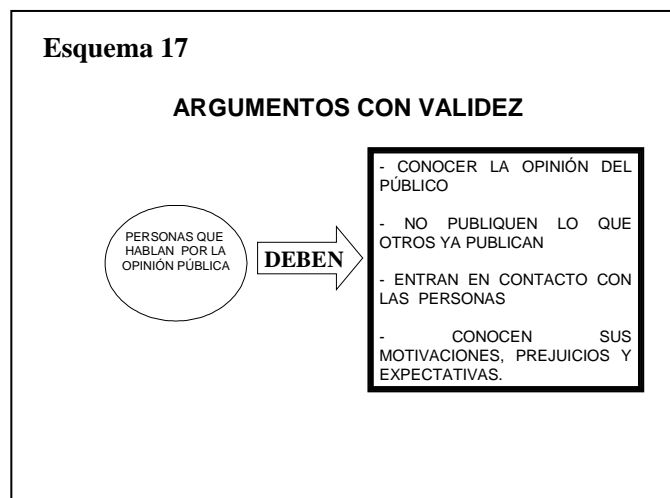 Esquema 17
ARGUMENTOS CON VALIDEZ
PERSONAS QUE
HABLAN POR LA
OPINIÓN PÚBLICA
DEBEN
- CONOCER LA OPINIÓN DEL
PÚBLICO
- NO PUBLIQUEN LO QUE
OTROS YA PUBLICAN
- ENTRAN EN CONTACTO CON
LAS PERSONAS
- CONOCEN SUS
MOTIVACIONES, PREJUICIOS Y
EXPECTATIVAS.